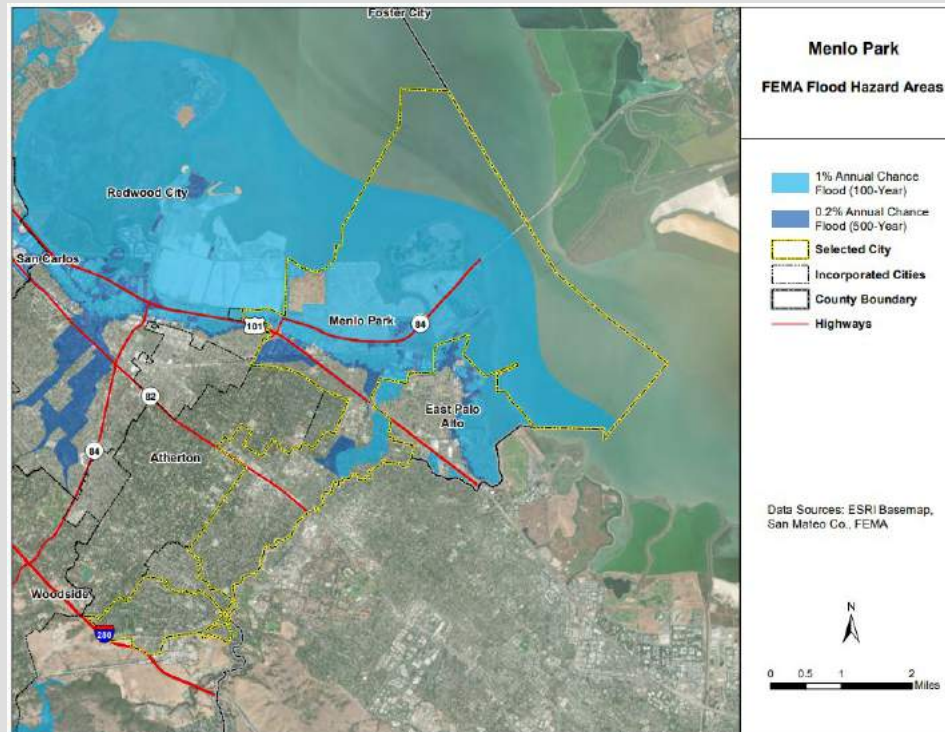 Menlo Park
FEMA Flood Hazard Areas
1% Annual Chance
Flood (100-Year)
0.2% Annual Chance
Flood (500-Year)
Selected City
Incorporated Cities
County Boundary
Highways
Data Sources: ESRI Basemap,
San Mateo Co., FEMA
N
0 0.5 1 2
Miles
Foster City
Redwood City
San Carlos
101
Menlo Park
84
82
East Palo
Alto
84
Atherton
Woodside
280